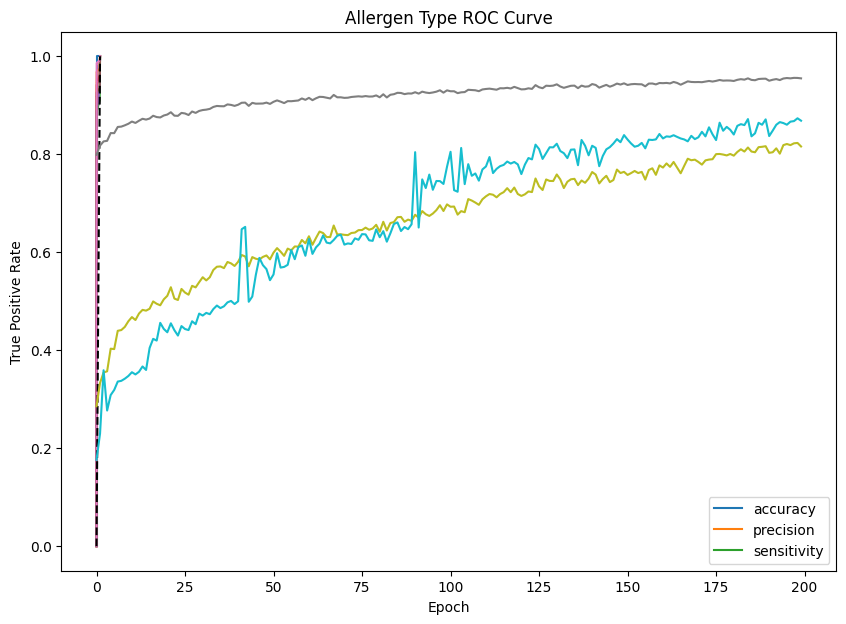 Allergen Type ROC Curve
True Positive Rate
1.0
0.8
0.6
0.4
0.2
0.0
accuracy
precision
sensitivity
0 25 50 75 100 125 150 175 200
Epoch